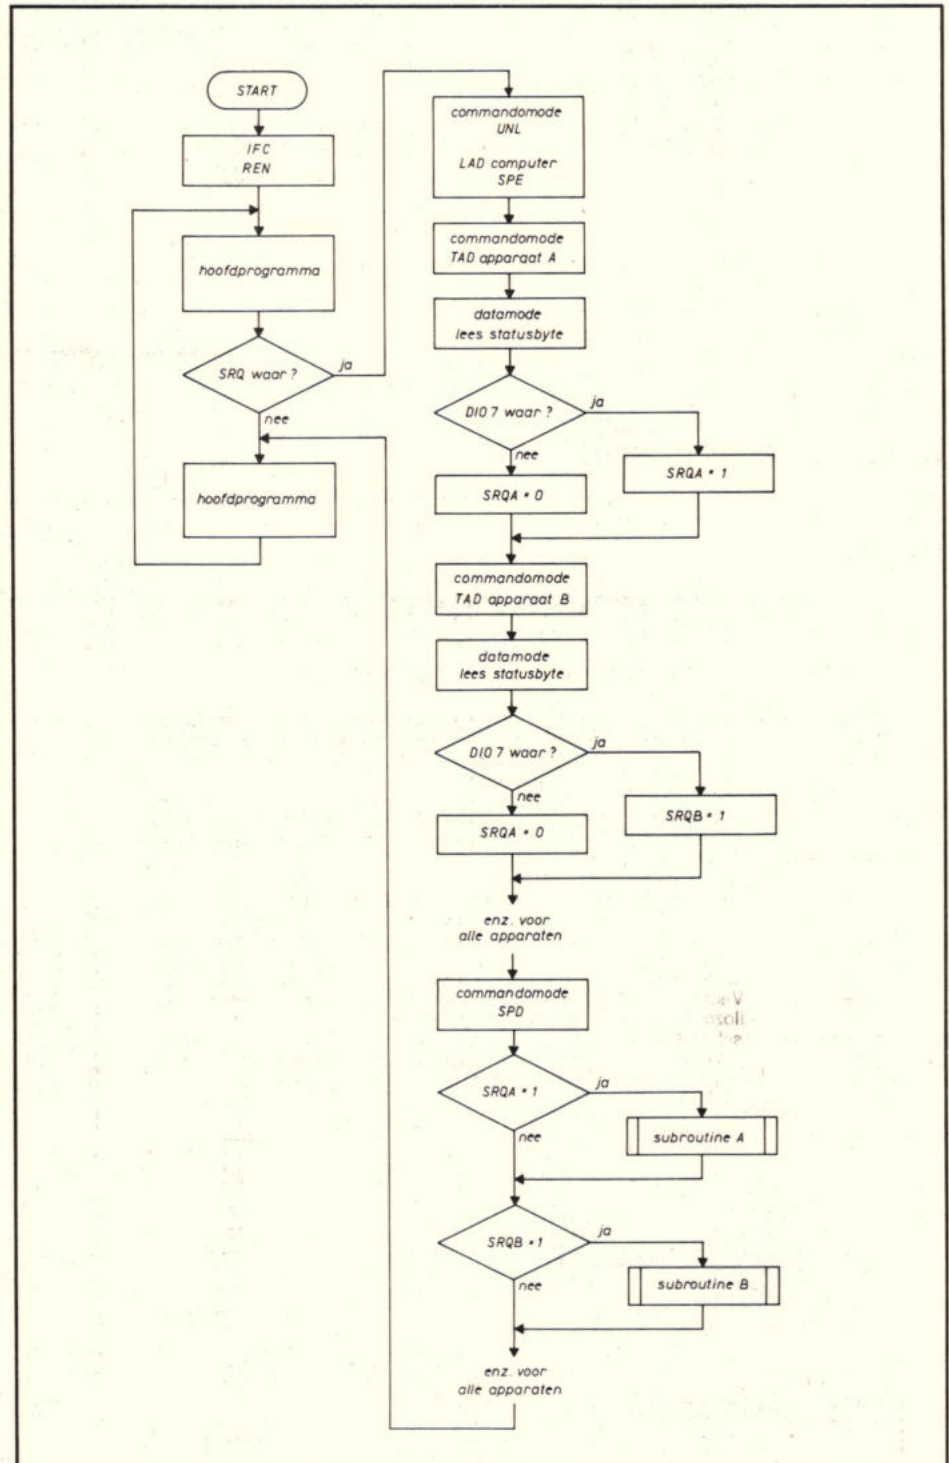 START
IFC
REN
hoofdprogramma
SRQ waar ?
ja
nee
hoofdprogramma
commandomode
UNL
LAD computer
SPE
commandomode
TAD apparaat A
datamode
lees statusbyte
DIO 7 waar ?
ja
nee
SRQA = 1
SRQA = 0
commandomode
TAD apparaat B
datamode
lees statusbyte
DIO 7 waar ?
ja
nee
SRQB = 1
SRQA = 0
enz. voor
alle apparaten
commandomode
SPD
SRQA = 1
ja
nee
subroutine A
SRQB = 1
ja
nee
subroutine B
enz. voor
alle apparaten